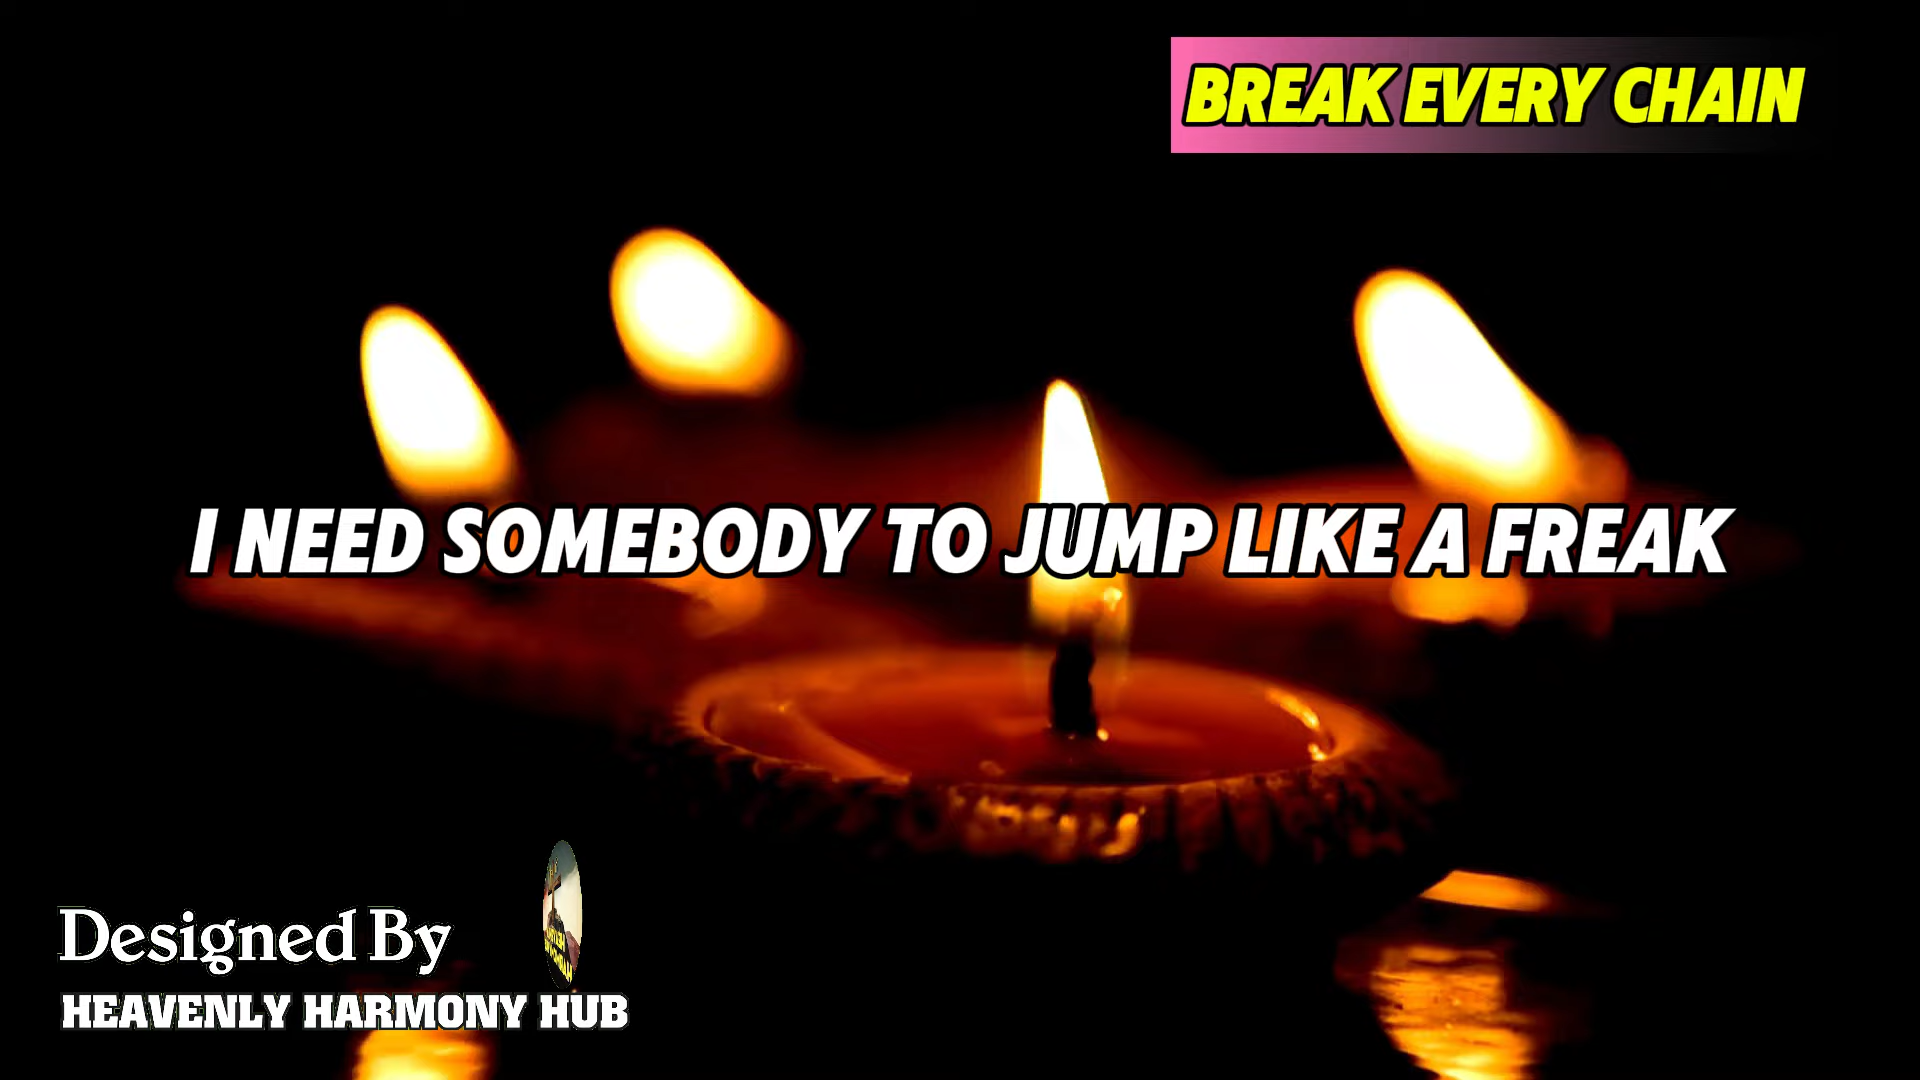 BREAK EVERY CHAIN
I NEED SOMEBODY TO JUMP LIKE A FREAK
Designed By
HEAVENLY HARMONY HUB